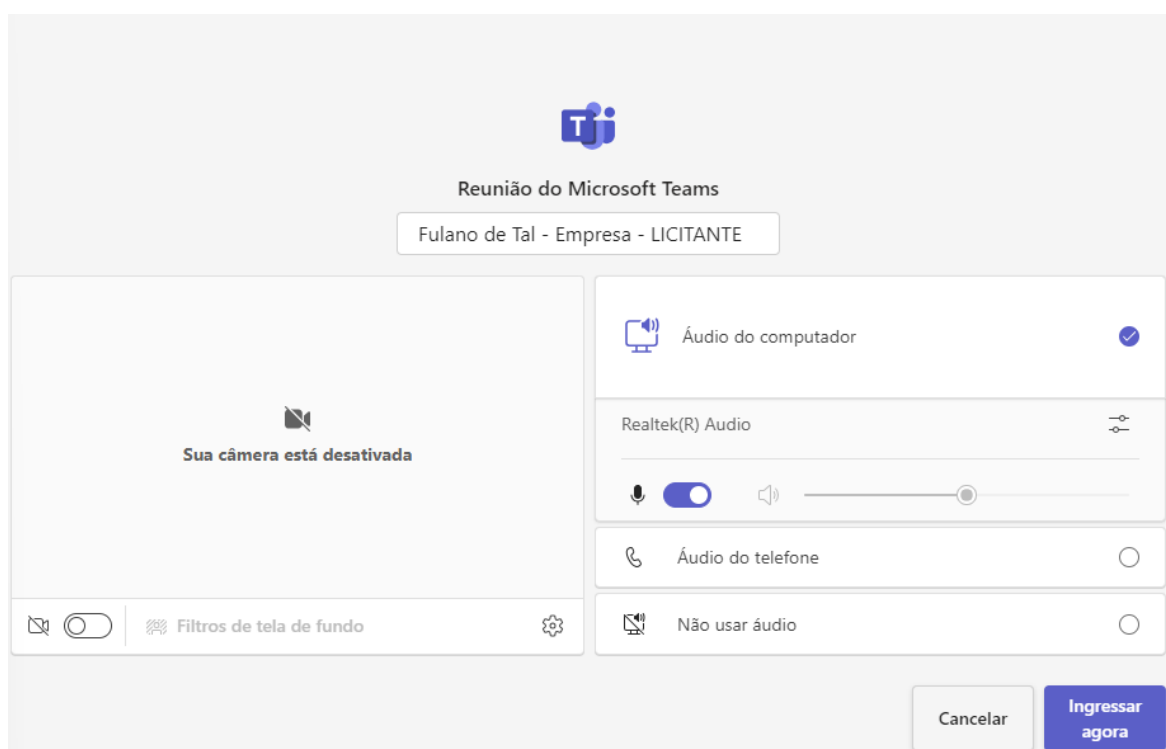 T
Reunião do Microsoft Teams
Fulano de Tal - Empresa - LICITANTE
Sua câmera está desativada
Filtros de tela de fundo
Áudio do computador
Realtek(R) Audio
Áudio do telefone
Não usar áudio
Cancelar
Ingressar
agora